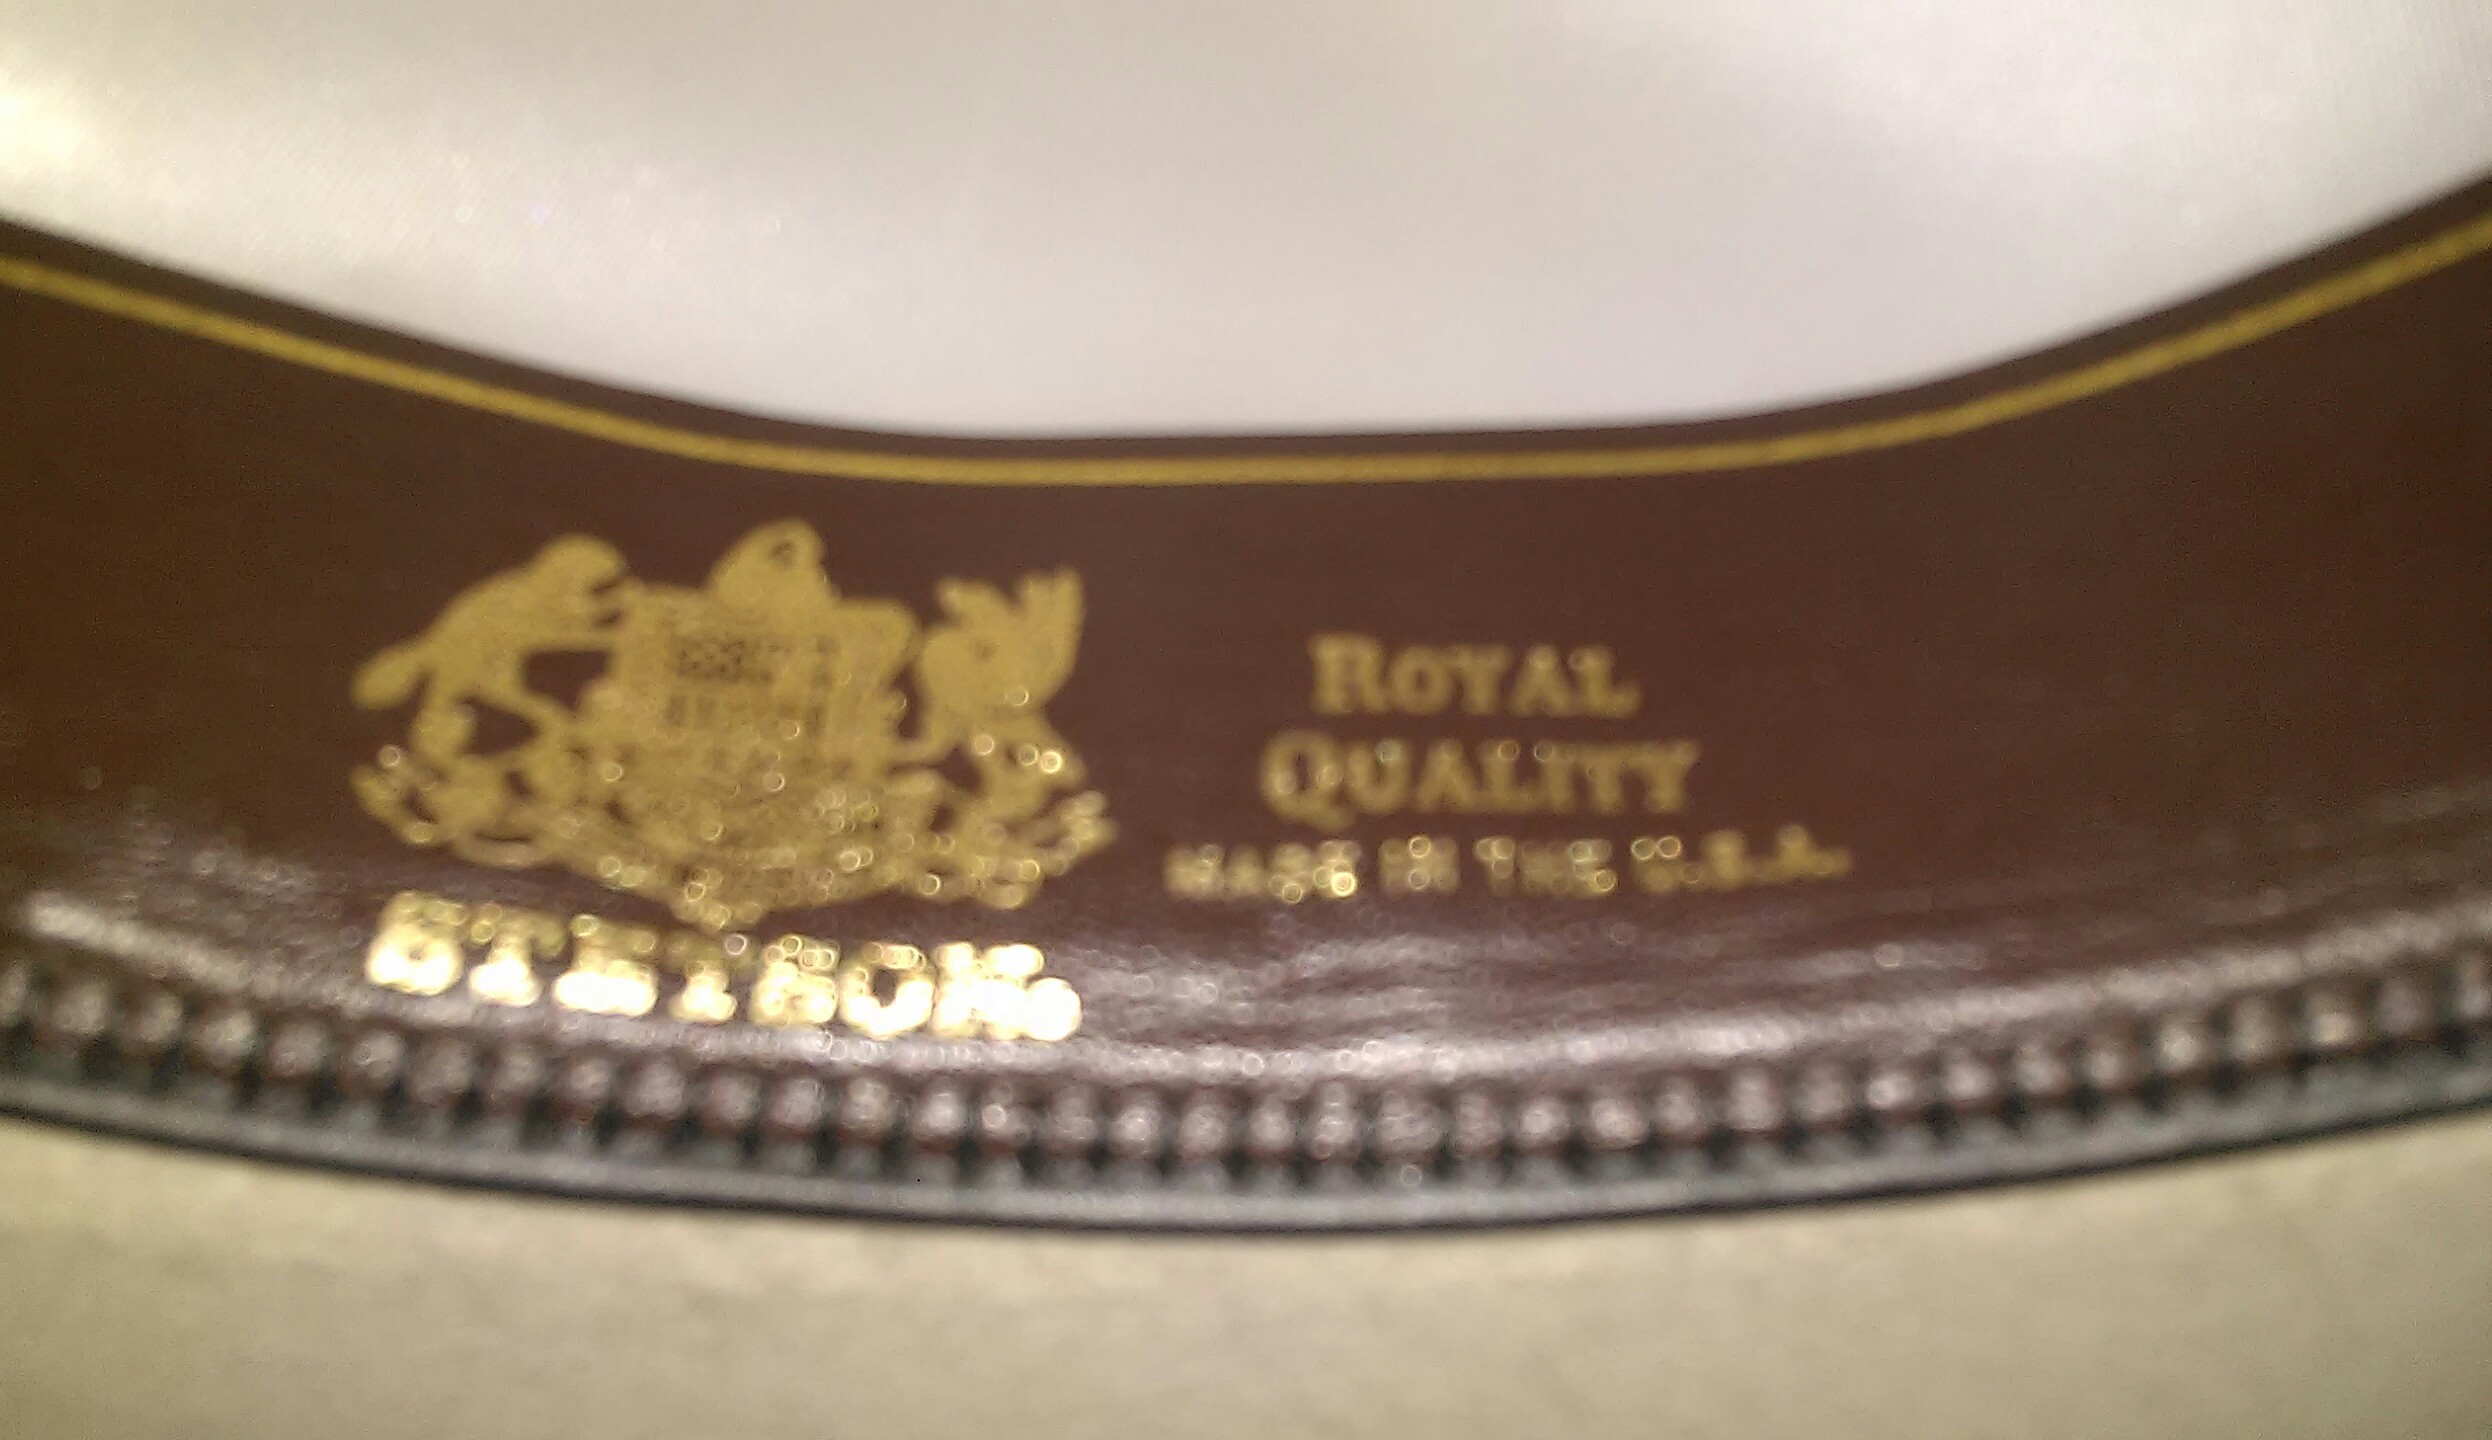 STETSON
ROYAL
QUALITY
MADE IN THE U.S.A.